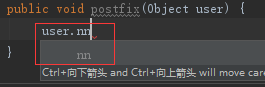 public void postfix(Object user) {
user.nn
nn
}
Ctrl+向下箭头 and Ctrl+向上箭头 will move care